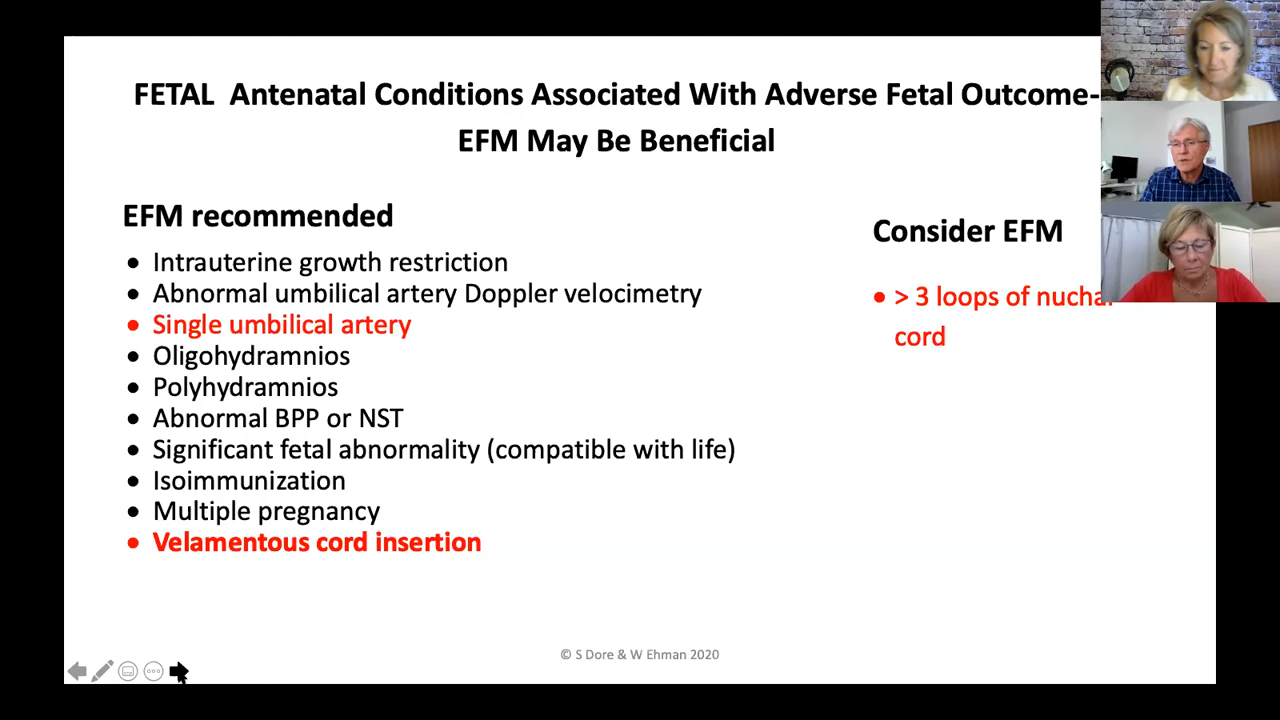 FETAL Antenatal Conditions Associated With Adverse Fetal Outcome-
EFM May Be Beneficial
EFM recommended
• Intrauterine growth restriction
• Abnormal umbilical artery Doppler velocimetry
• Single umbilical artery
• Oligohydramnios
• Polyhydramnios
• Abnormal BPP or NST
• Significant fetal abnormality (compatible with life)
• Isoimmunization
• Multiple pregnancy
• Velamentous cord insertion
Consider EFM
• > 3 loops of nuchal
cord
© S Dore & W Ehman 2020